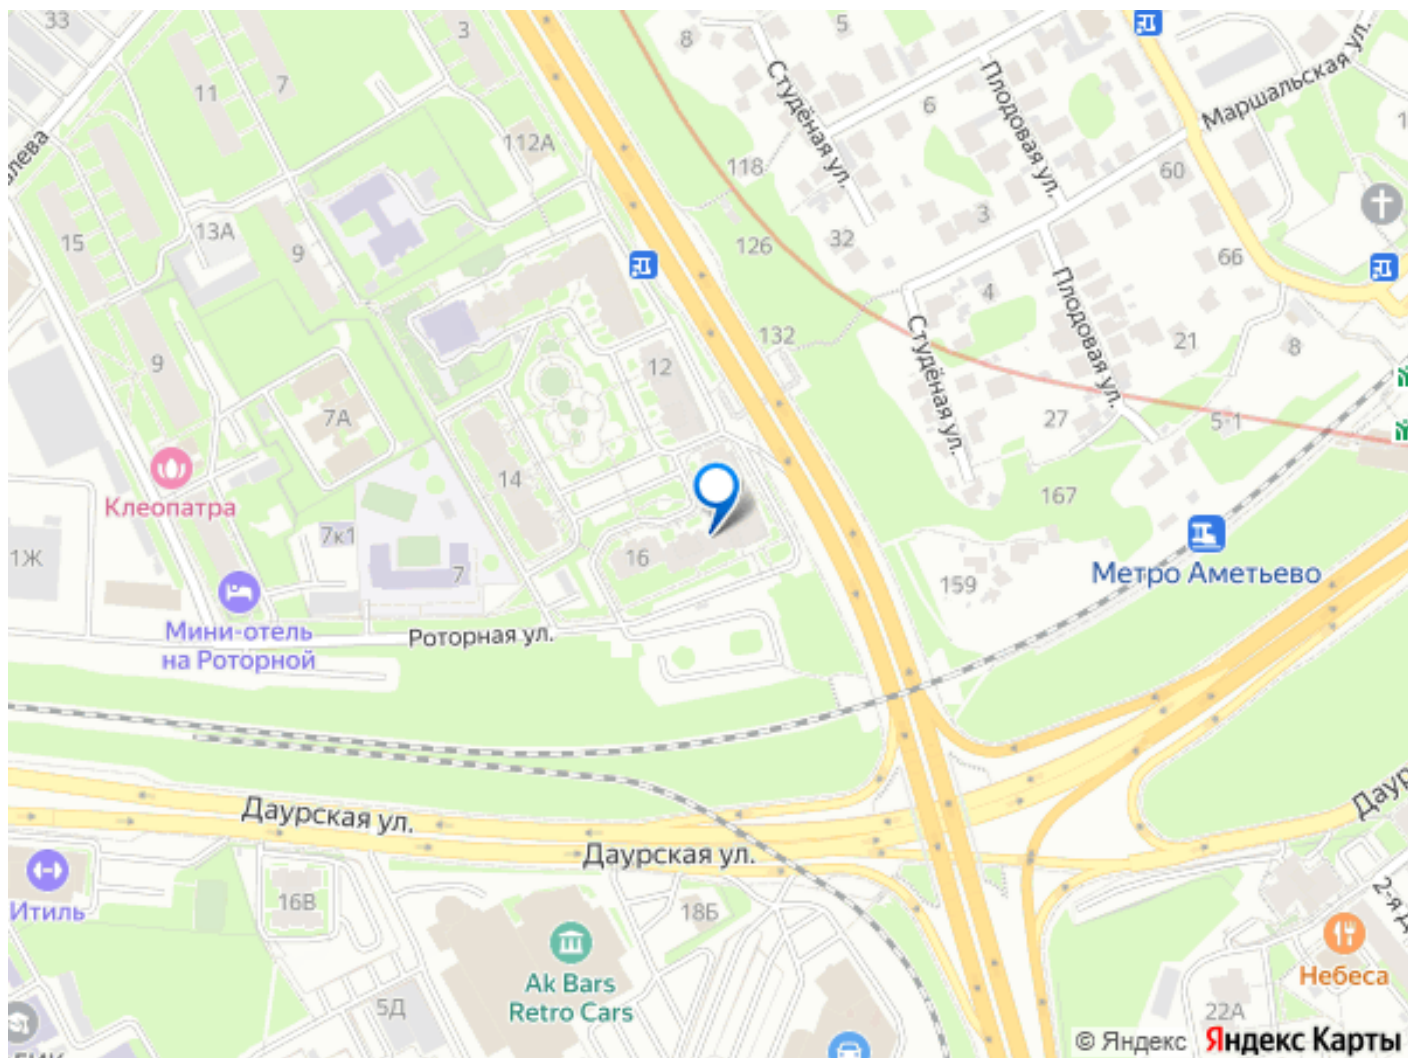 33
3
8
5
11
7
Студёная ул.
Плодовая ул.
Маршальская ул.
6
112А
118
60
15
13А
9
126
32
3
66
4
Плодовая ул.
132
Студёная ул.
21
8
9
12
7А
27
5-1
14
Клеопатра
167
7к1
16
1Ж
7
Метро Аметьево
159
Мини-отель
на Роторной
Роторная ул.
Даурская ул.
Даурская ул.
Итиль
16В
18Б
2-я
Небеса
Ak Bars
Retro Cars
5Д
22А
© Яндекс Яндекс Карты